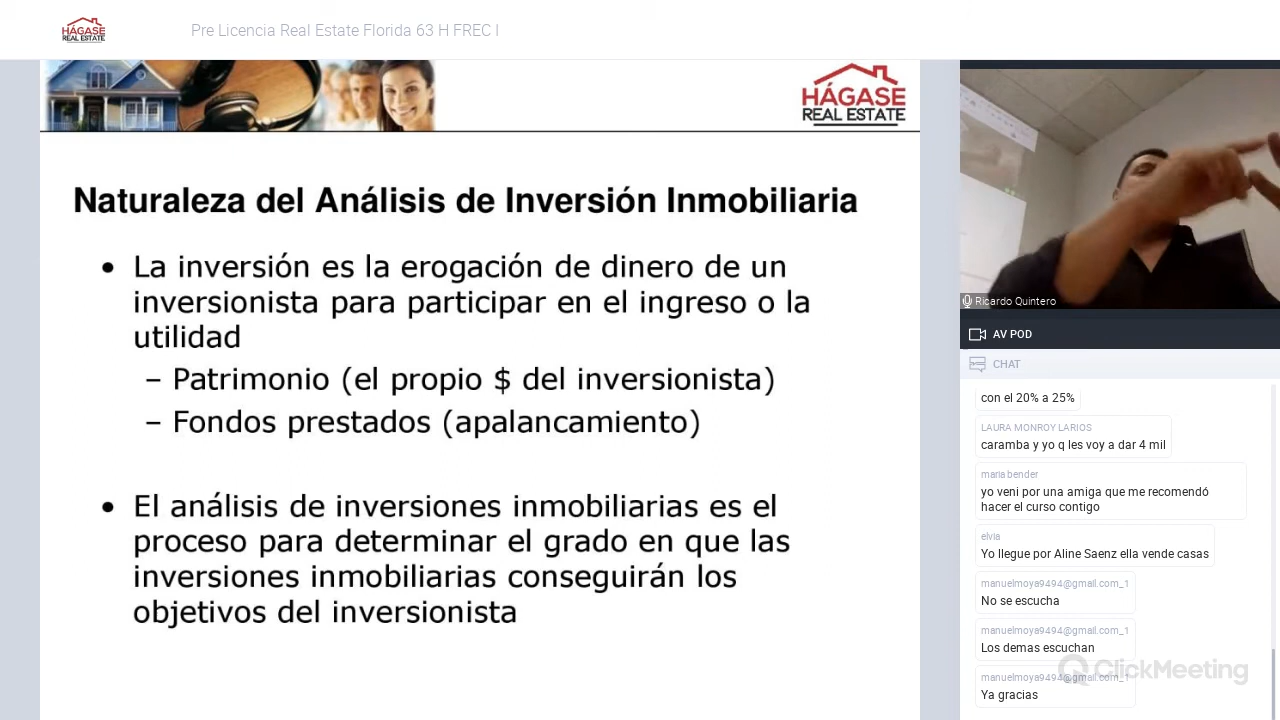 HÁGASE
REAL ESTATE
Pre Licencia Real Estate Florida 63 H FREC I
HÁGASE
REAL ESTATE
Naturaleza del Análisis de Inversión Inmobiliaria
• La inversión es la erogación de dinero de un
inversionista para participar en el ingreso o la
utilidad
– Patrimonio (el propio $ del inversionista)
– Fondos prestados (apalancamiento)
• El análisis de inversiones inmobiliarias es el
proceso para determinar el grado en que las
inversiones inmobiliarias conseguirán los
objetivos del inversionista
Ricardo Quintero
AV POD
CHAT
con el 20% a 25%
LAURA MONROY LARIOS
caramba y yo q les voy a dar 4 mil
maria bender
yo veni por una amiga que me recomendó
hacer el curso contigo
elvia
Yo llegue por Aline Saenz ella vende casas
manuelmoya9494@gmail.com_1
No se escucha
manuelmoya9494@gmail.com_1
Los demas escuchan
manuelmoya9494@gmail.com_1
Ya gracias
ClickMeeting